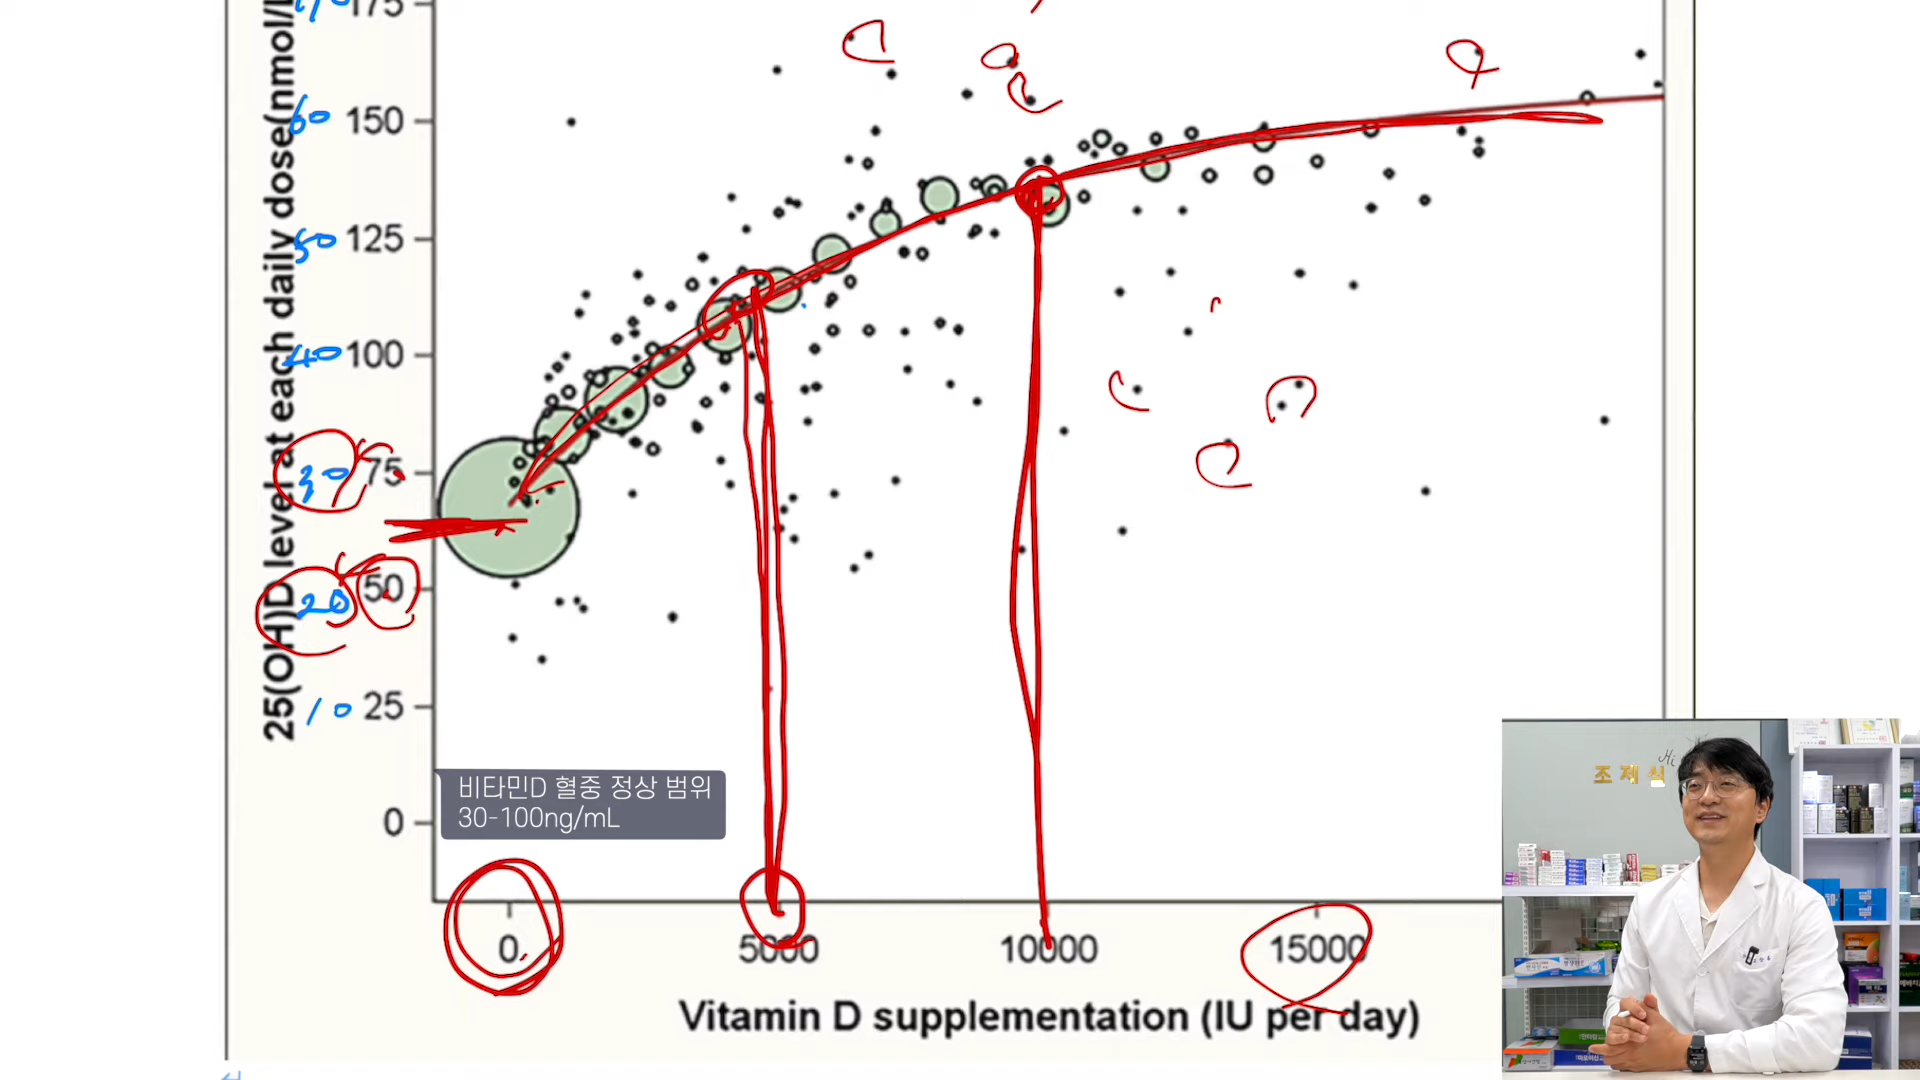 175
170
25(OH)D level at each daily dose(nmol/
60 150
50 125
40 100
30 75
20 50
10 25
0
비타민D 혈중 정상 범위
30-100ng/mL
0 5000 10000 15000
Vitamin D supplementation (IU per day)
Hi
조제실